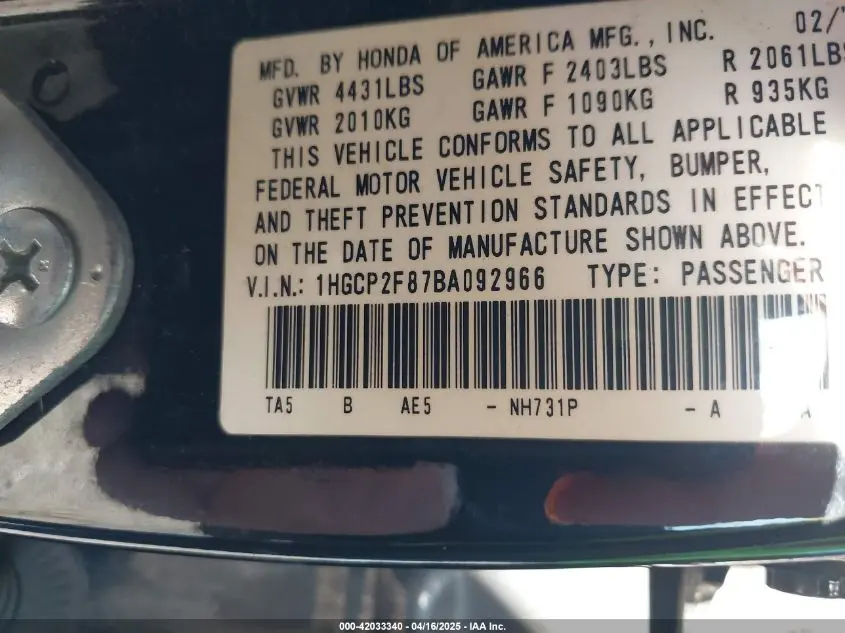 02/
MFD. BY HONDA OF AMERICA MFG., INC.
GVWR 4431LBS GAWR F 2403LBS R 2061LBS
GVWR 2010KG GAWR F 1090KG R 935KG
THIS VEHICLE CONFORMS TO ALL APPLICABLE
FEDERAL MOTOR VEHICLE SAFETY, BUMPER,
AND THEFT PREVENTION STANDARDS IN EFFECT
ON THE DATE OF MANUFACTURE SHOWN ABOVE.
V.I.N.: 1HGCP2F87BA092966 TYPE: PASSENGER
TA5 B AE5 - NH731P - A A
000-42033340 - 04/16/2025 - IAA Inc.